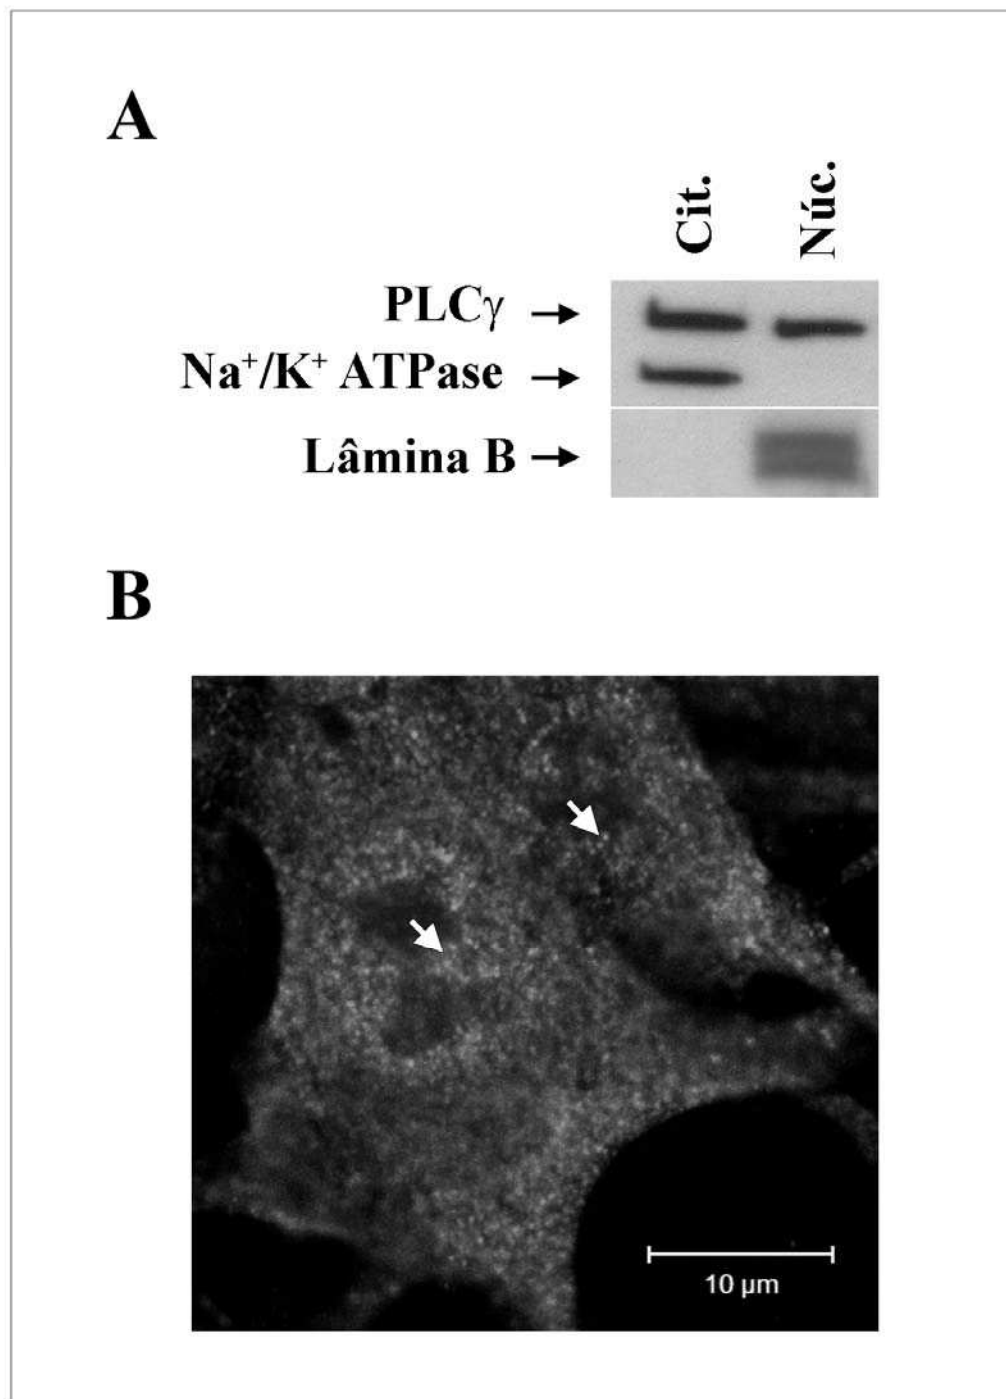 A
Cit.
Núc.
PLCγ
Na⁺/K⁺ ATPase
Lâmina B
B
10 µm